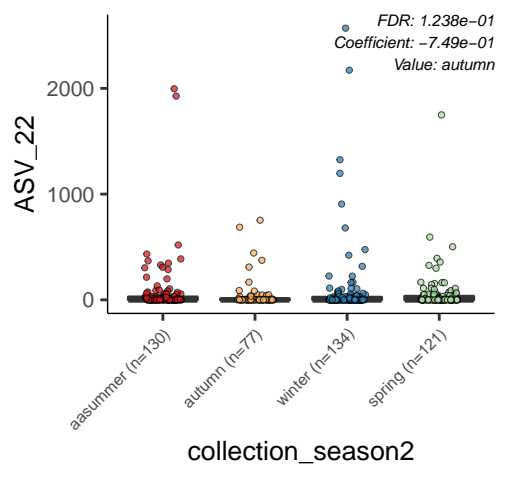 FDR: 1.238e−01
Coefficient: −7.49e−01
Value: autumn
2000
1000
0
ASV_22
aasummer (n=130)
autumn (n=77)
winter (n=134)
spring (n=121)
collection_season2